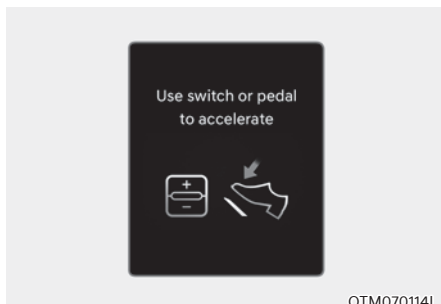 Use switch or pedal
to accelerate
+
−
OTM070114L